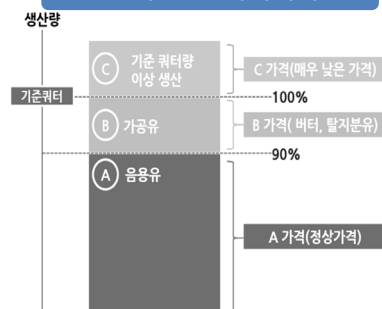 생산량
C
기준 쿼터량
이상 생산
C 가격(매우 낮은 가격)
기준쿼터
100%
B
가공유
B 가격( 버터, 탈지분유)
90%
A
음용유
A 가격(정상가격)